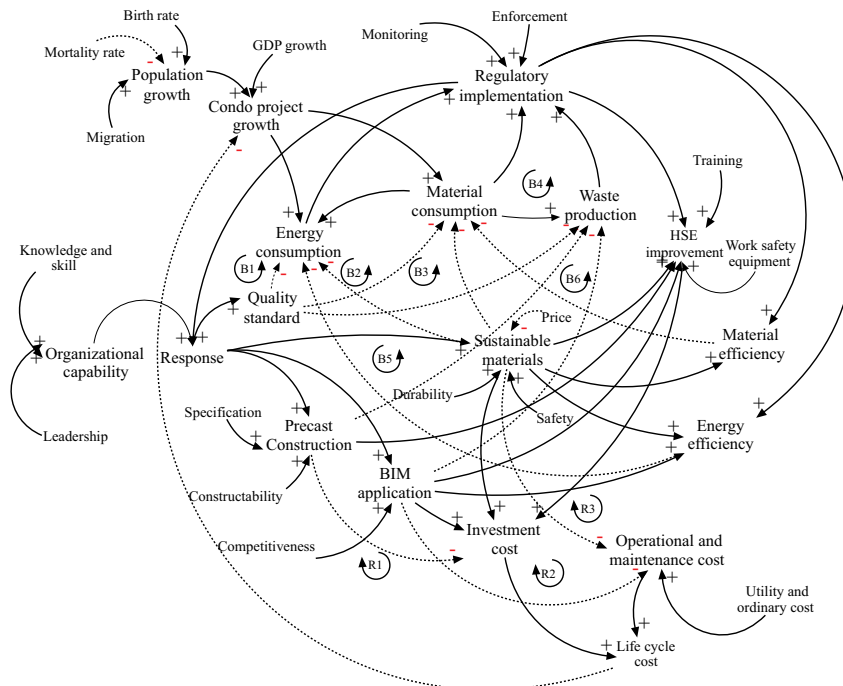 Birth rate
Enforcement
Monitoring
Mortality rate
GDP growth
Population
growth
Regulatory
implementation
Condo project
growth
Migration
Training
B4
Material
consumption
Waste
production
Energy
consumption
HSE
improvement
Knowledge and
skill
Work safety
equipment
B1
B2
B3
B6
Quality
standard
Price
Organizational
capability
Response
Sustainable
materials
Material
efficiency
B5
Durability
Specification
Safety
Precast
Construction
Energy
efficiency
Leadership
BIM
application
Constructability
R3
Investment
cost
Operational and
maintenance cost
Competitiveness
R1
R2
Utility and
ordinary cost
Life cycle
cost